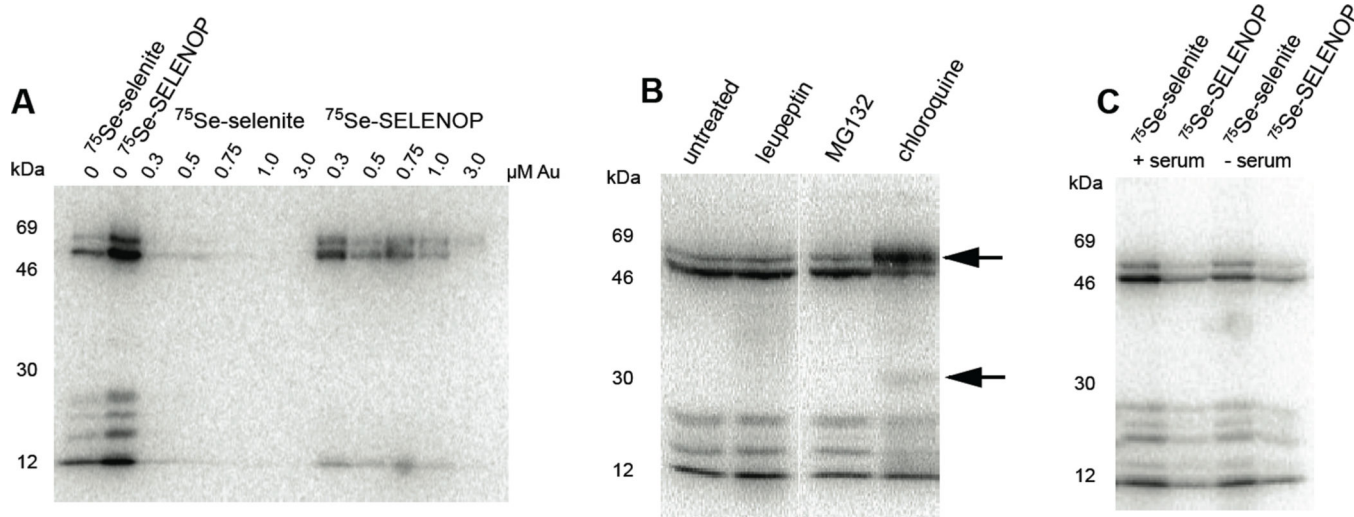 A
⁷⁵Se-selenite
⁷⁵Se-SELENOP
⁷⁵Se-selenite
⁷⁵Se-SELENOP
kDa
0
0
0.3
0.5
0.75
1.0
3.0
0.3
0.5
0.75
1.0
3.0
µM Au
69
46
30
12
B
untreated
leupeptin
MG132
chloroquine
kDa
69
46
30
12
C
⁷⁵Se-selenite
⁷⁵Se-SELENOP
⁷⁵Se-selenite
⁷⁵Se-SELENOP
+ serum
- serum
kDa
69
46
30
12